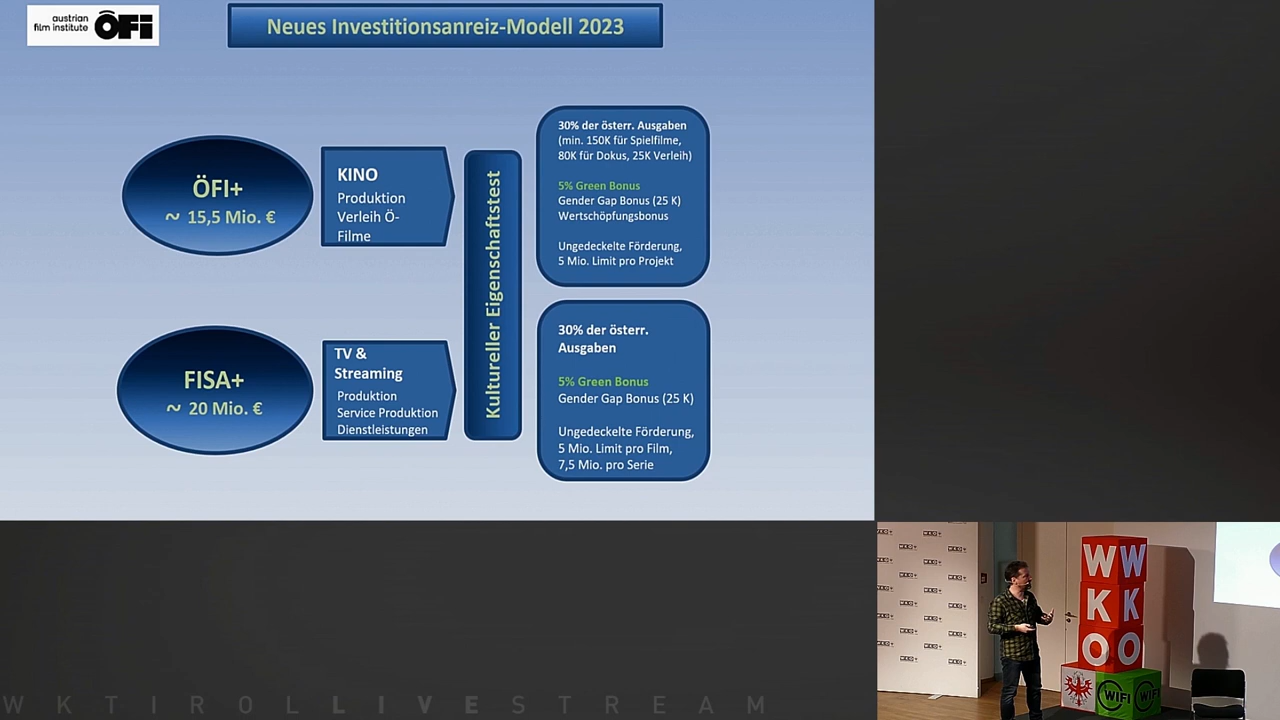 austrian
film institute ÖFi
Neues Investitionsanreiz-Modell 2023
ÖFI+
~ 15,5 Mio. €
KINO
Produktion
Verleih Ö-
Filme
Kultureller Eigenschaftstest
30% der österr. Ausgaben
(min. 150K für Spielfilme,
80K für Dokus, 25K Verleih)
5% Green Bonus
Gender Gap Bonus (25 K)
Wertschöpfungsbonus
Ungedeckelte Förderung,
5 Mio. Limit pro Projekt
FISA+
~ 20 Mio. €
TV &
Streaming
Produktion
Service Produktion
Dienstleistungen
30% der österr.
Ausgaben
5% Green Bonus
Gender Gap Bonus (25 K)
Ungedeckelte Förderung,
5 Mio. Limit pro Film,
7,5 Mio. pro Serie
W W
K K
O O
WIFI WIFI
WKTIROLLIVESTREAM